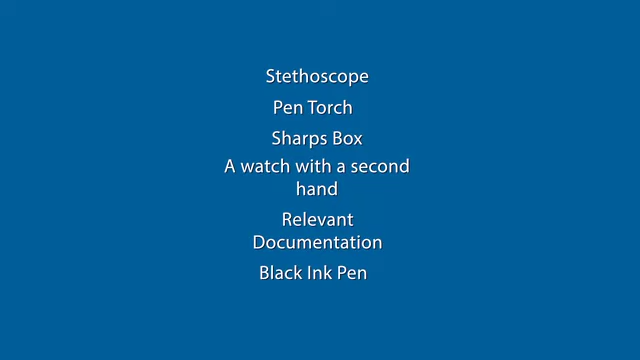 Stethoscope
Pen Torch
Sharps Box
A watch with a second
hand
Relevant
Documentation
Black Ink Pen